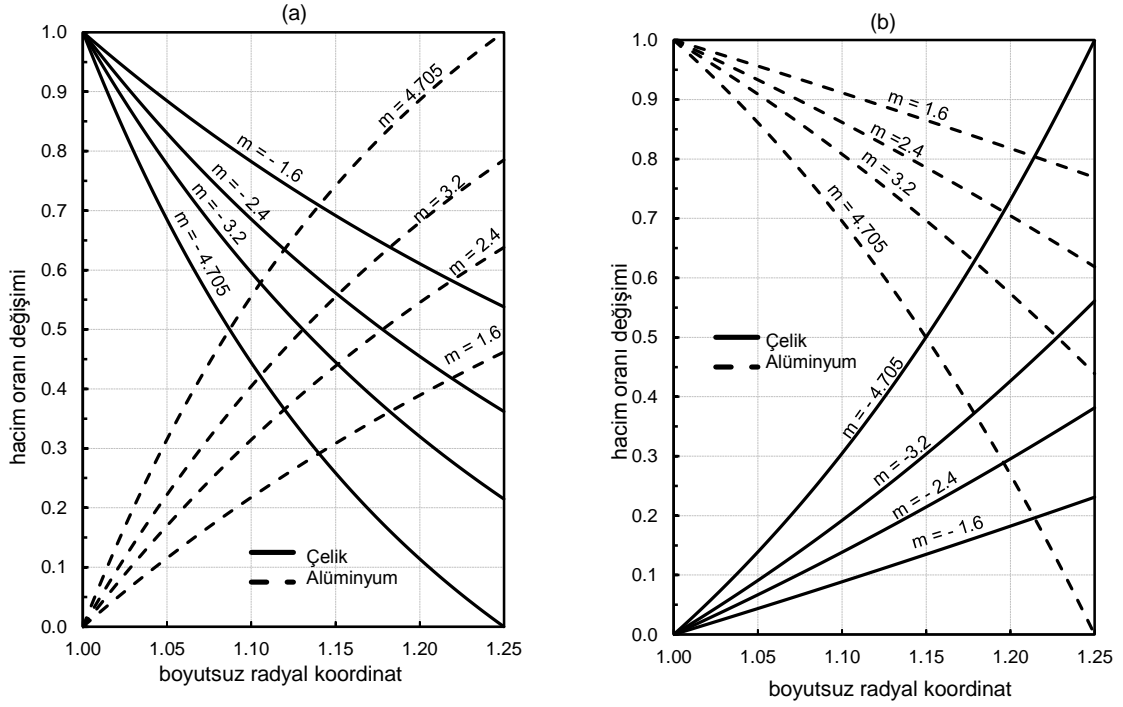 (a)
1.0
0.9
0.8
0.7
0.6
0.5
0.4
0.3
0.2
0.1
0.0
hacim oranı değişimi
m = 4.705
m = - 1.6
m = - 2.4
m = 3.2
m = - 3.2
m = - 4.705
m = 2.4
m = 1.6
Çelik
Alüminyum
1.00
1.05
1.10
1.15
1.20
1.25
boyutsuz radyal koordinat
(b)
1.0
0.9
0.8
0.7
0.6
0.5
0.4
0.3
0.2
0.1
0.0
hacim oranı değişimi
m = 1.6
m =2.4
m = 3.2
m = 4.705
Çelik
Alüminyum
m = - 4.705
m = -3.2
m = - 2.4
m = - 1.6
1.00
1.05
1.10
1.15
1.20
1.25
boyutsuz radyal koordinat